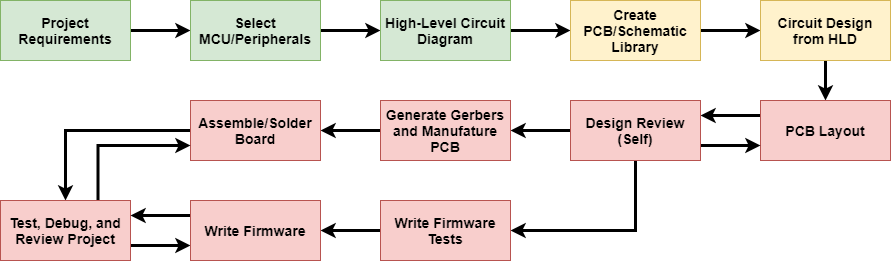 Project
Requirements
Select
MCU/Peripherals
High-Level Circuit
Diagram
Create
PCB/Schematic
Library
Circuit Design
from HLD
Assemble/Solder
Board
Generate Gerbers
and Manufature
PCB
Design Review
(Self)
PCB Layout
Test, Debug, and
Review Project
Write Firmware
Write Firmware
Tests